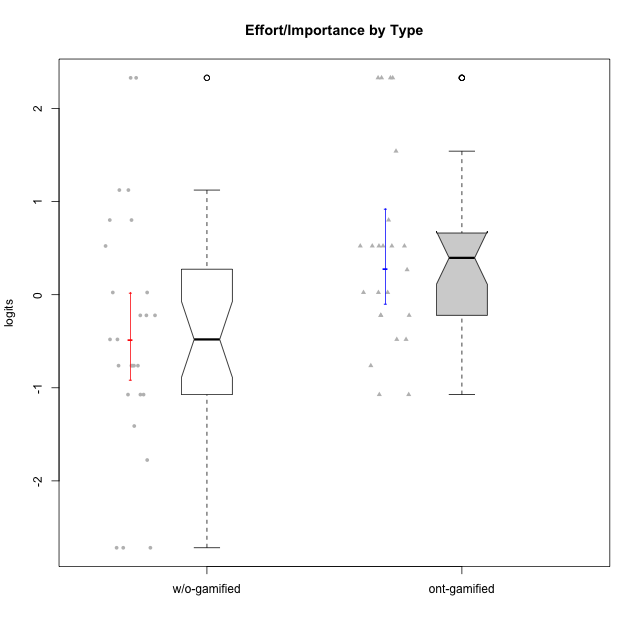 Effort/Importance by Type
logits
2
1
0
-1
-2
w/o-gamified
ont-gamified